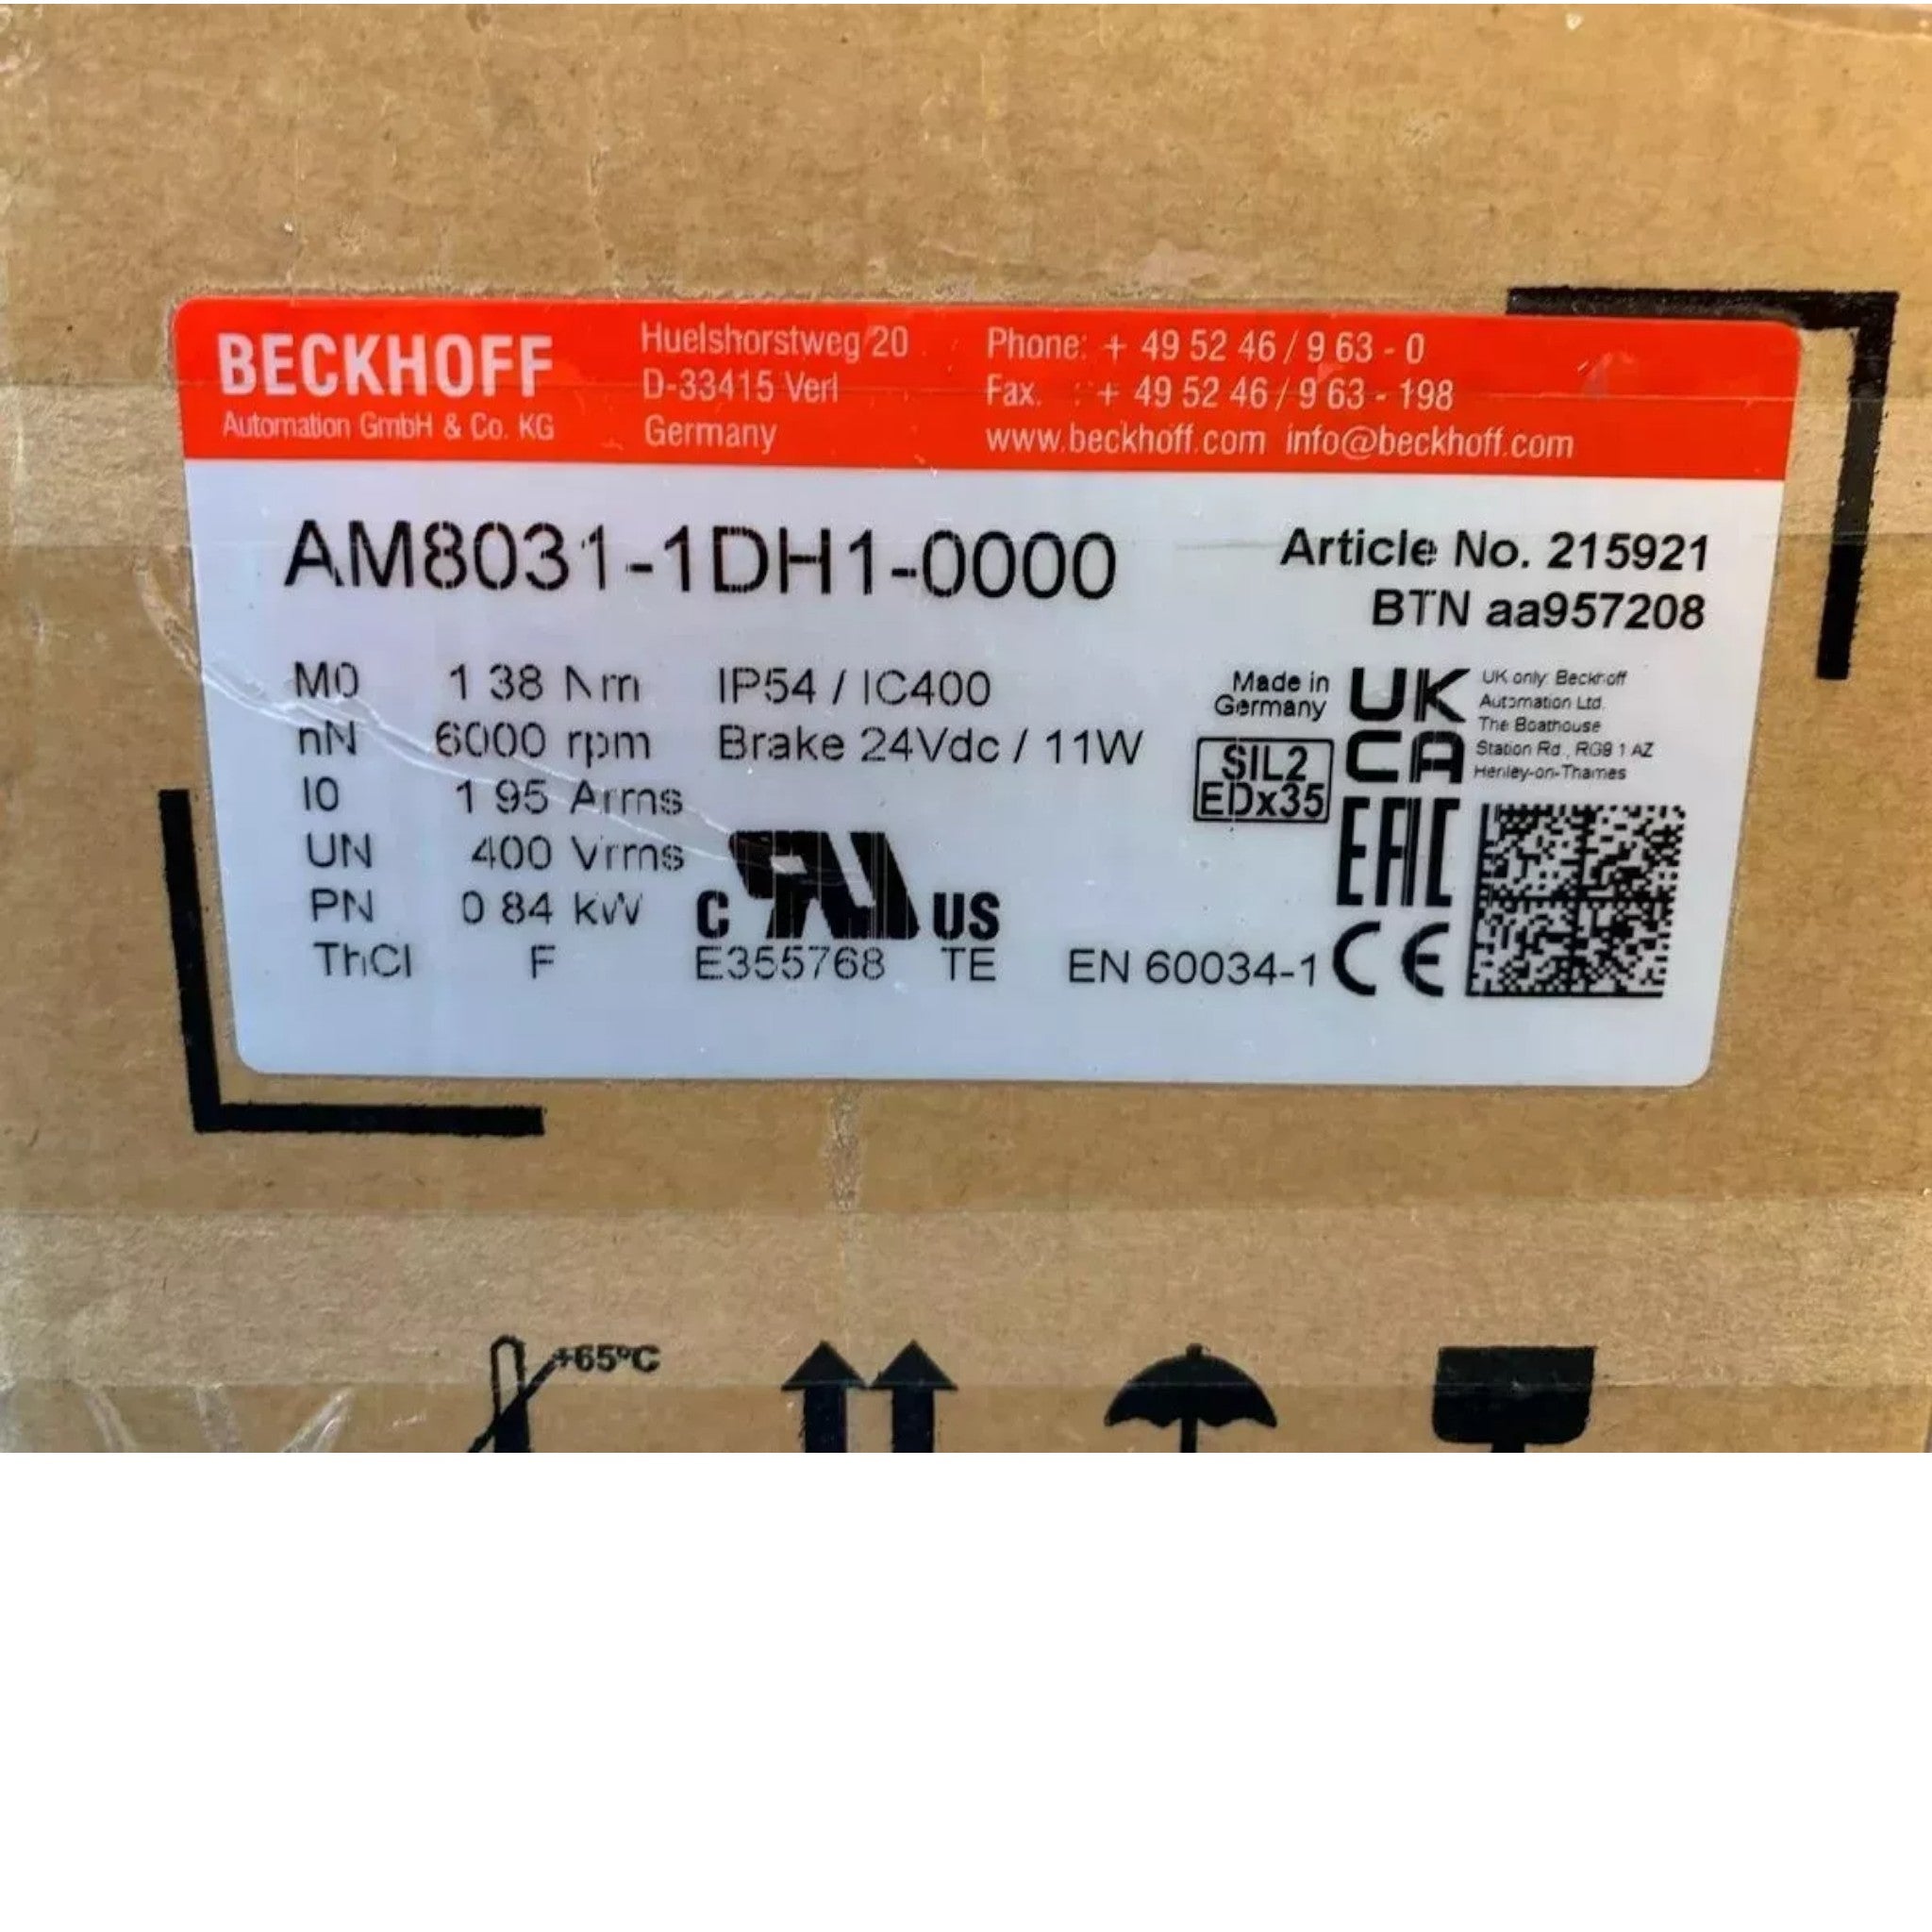 BECKHOFF
Automation GmbH & Co. KG
Huelshorstweg 20
D-33415 Verl
Germany
Phone: + 49 52 46 / 9 63 - 0
Fax. : + 49 52 46 / 9 63 - 198
www.beckhoff.com info@beckhoff.com
AM8031-1DH1-0000
Article No. 215921
BTN aa957208
M0 1 38 Nm IP54 / IC400
nN 6000 rpm Brake 24Vdc / 11W
I0 1 95 Arms
UN 400 Vrms
PN 0 84 kW
ThCl F
C RU US
E355768 TE EN 60034-1
Made in
Germany
SIL2
EDx35
UK
CA
UK only: Beckhoff
Automation Ltd.
The Boathouse
Station Rd., RG9 1 AZ
Henley-on-Thames
EAC
CE
+65°C